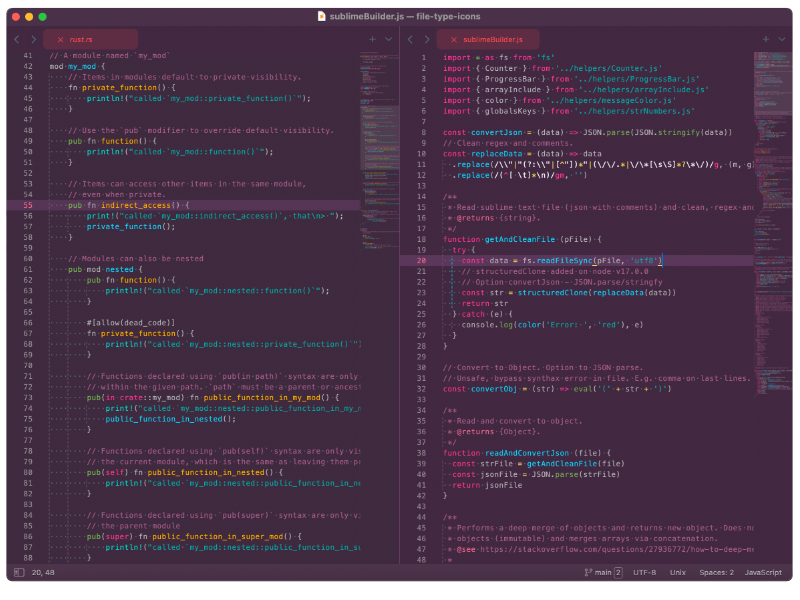 sublimeBuilder.js — file-type-icons
rust.rs
41 // A module named `my_mod`
42 mod my_mod {
43 // Items in modules default to private visibility.
44 fn private_function() {
45 println!("called `my_mod::private_function()`");
46 }
47
48 // Use the `pub` modifier to override default visibility.
49 pub fn function() {
50 println!("called `my_mod::function()`");
51 }
52
53 // Items can access other items in the same module,
54 // even when private.
55 pub fn indirect_access() {
56 print!("called `my_mod::indirect_access()`, that\n> ");
57 private_function();
58 }
59
60 // Modules can also be nested
61 pub mod nested {
62 pub fn function() {
63 println!("called `my_mod::nested::function()`");
64 }
65
66 #[allow(dead_code)]
67 fn private_function() {
68 println!("called `my_mod::nested::private_function()`")
69 }
70
71 // Functions declared using `pub(in path)` syntax are only
72 // within the given path. `path` must be a parent or ances
73 pub(in crate::my_mod) fn public_function_in_my_mod() {
74 print!("called `my_mod::nested::public_function_in_my_m
75 public_function_in_nested();
76 }
77
78 // Functions declared using `pub(self)` syntax are only vis
79 // the current module, which is the same as leaving them p
80 pub(self) fn public_function_in_nested() {
81 println!("called `my_mod::nested::public_function_in_ne
82 }
83
84 // Functions declared using `pub(super)` syntax are only vi
85 // the parent module
86 pub(super) fn public_function_in_super_mod() {
87 println!("called `my_mod::nested::public_function_in_su
88 }
sublimeBuilder.js
1 import * as fs from 'fs'
2 import { Counter } from '../helpers/Counter.js'
3 import { ProgressBar } from '../helpers/ProgressBar.js'
4 import { arrayInclude } from '../helpers/arrayInclude.js'
5 import { color } from '../helpers/messageColor.js'
6 import { globalsKeys } from '../helpers/strNumbers.js'
7
8 const convertJson = (data) => JSON.parse(JSON.stringify(data))
9 // Clean regex and comments.
10 const replaceData = (data) => data
11 .replace(/\\"|"(?:\\"|[^"])*"|(\/\/.*|\/\*[\s\S]*?\*\/)/g, (m, g)
12 .replace(/(^[ \t]*\n)/gm, '')
13
14 /**
15 * Read sublime text file (json with comments) and clean, regex an
16 * @returns {string}.
17 */
18 function getAndCleanFile (pFile) {
19 try {
20 const data = fs.readFileSync(pFile, 'utf8')
21 // structuredClone added on node v17.0.0
22 // Option convertJson - JSON.parse/stringfy
23 const str = structuredClone(replaceData(data))
24 return str
25 } catch (e) {
26 console.log(color('Error: ', 'red'), e)
27 }
28 }
29
30 // Convert to Object. Option to JSON.parse.
31 // Unsafe, bypass synthax error in file. E.g. comma on last lines.
32 const convertObj = (str) => eval('(' + str + ')')
33
34 /**
35 * Read and convert to object.
36 * @returns {Object}.
37 */
38 function readAndConvertJson (file) {
39 const strFile = getAndCleanFile(file)
40 const jsonFile = JSON.parse(strFile)
41 return jsonFile
42 }
43
44 /**
45 * Performs a deep merge of objects and returns new object. Does n
46 * objects (immutable) and merges arrays via concatenation.
47 * @see https://stackoverflow.com/questions/27936772/how-to-deep-m
48 *
20, 48
main 2 UTF-8 Unix Spaces: 2 JavaScript